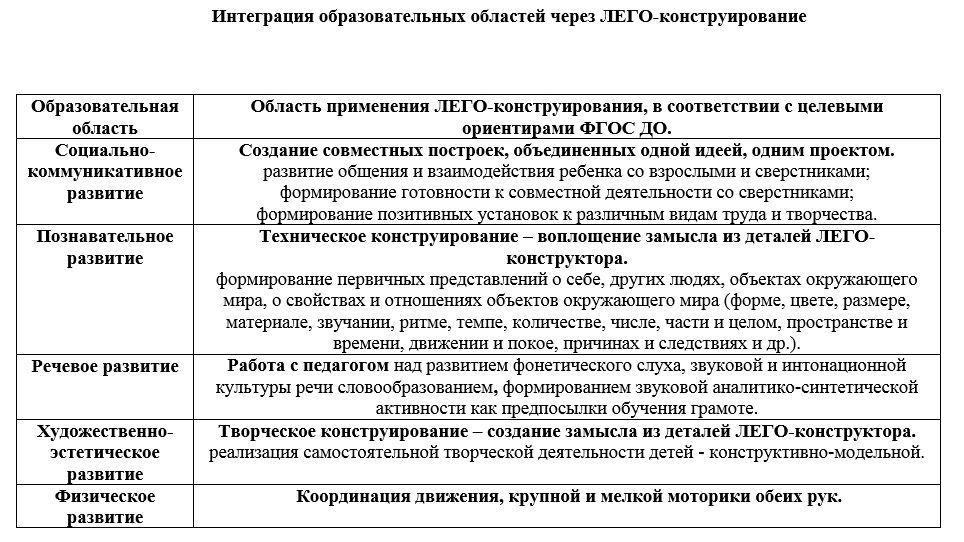 Интеграция образовательных областей через ЛЕГО-конструирование
Образовательная
область
Область применения ЛЕГО-конструирования, в соответствии с целевыми
ориентирами ФГОС ДО.
Социально-
коммуникативное
развитие
Создание совместных построек, объединенных одной идеей, одним проектом.
развитие общения и взаимодействия ребенка со взрослыми и сверстниками;
формирование готовности к совместной деятельности со сверстниками;
формирование позитивных установок к различным видам труда и творчества.
Познавательное
развитие
Техническое конструирование – воплощение замысла из деталей ЛЕГО-
конструктора.
формирование первичных представлений о себе, других людях, объектах окружающего
мира, о свойствах и отношениях объектов окружающего мира (форме, цвете, размере,
материале, звучании, ритме, темпе, количестве, числе, части и целом, пространстве и
времени, движении и покое, причинах и следствиях и др.).
Речевое развитие
Работа с педагогом над развитием фонетического слуха, звуковой и интонационной
культуры речи словообразованием, формированием звуковой аналитико-синтетической
активности как предпосылки обучения грамоте.
Художественно-
эстетическое
развитие
Творческое конструирование – создание замысла из деталей ЛЕГО-конструктора.
реализация самостоятельной творческой деятельности детей - конструктивно-модельной.
Физическое
развитие
Координация движения, крупной и мелкой моторики обеих рук.